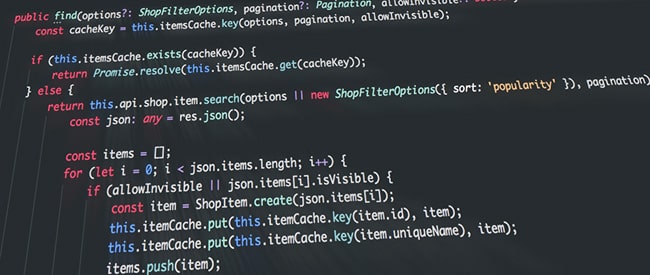 public find(options?: ShopFilterOptions, pagination?: Pagination, allowInvisible
const cacheKey = this.itemsCache.key(options, pagination, allowInvisible);
if (this.itemsCache.exists(cacheKey)) {
return Promise.resolve(this.itemsCache.get(cacheKey));
} else {
return this.api.shop.item.search(options || new ShopFilterOptions({ sort: 'popularity' }), pagination)
const json: any = res.json();
const items = [];
for (let i = 0; i < json.items.length; i++) {
if (allowInvisible || json.items[i].isVisible) {
const item = ShopItem.create(json.items[i]);
this.itemCache.put(this.itemCache.key(item.id), item);
this.itemCache.put(this.itemCache.key(item.uniqueName), item);
items.push(item);